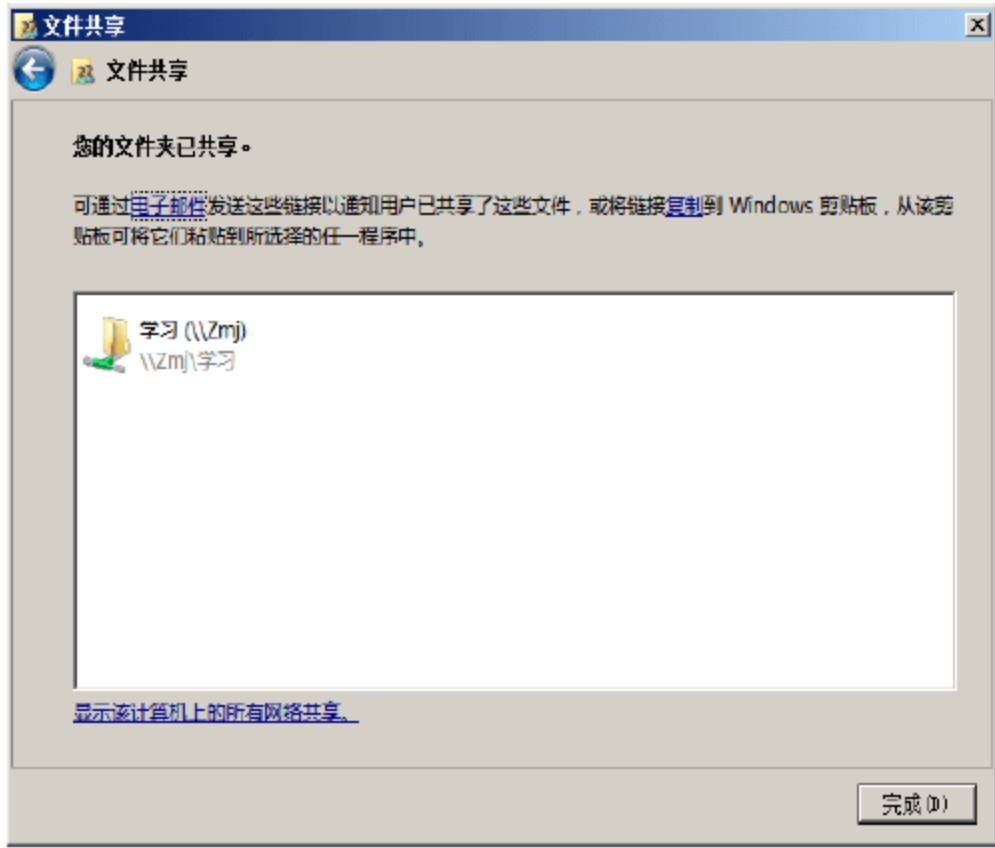 文件共享
文件共享
您的文件夹已共享。
可通过电子邮件发送这些链接以通知用户已共享了这些文件，或将链接复制到 Windows 剪贴板，从该剪
贴板可将它们粘贴到所选择的任一程序中。
学习 (\\Zmj)
\\Zmj\学习
显示该计算机上的所有网络共享。
完成(D)